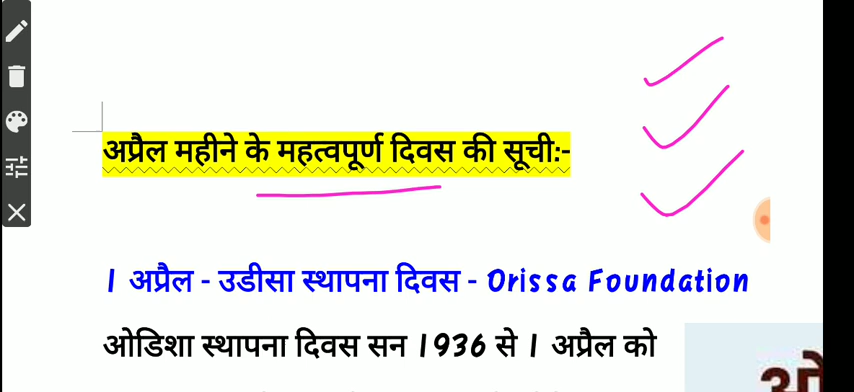 अप्रैल महीने के महत्वपूर्ण दिवस की सूची:-
1 अप्रैल - उडीसा स्थापना दिवस - Orissa Foundation
ओडिशा स्थापना दिवस सन 1936 से 1 अप्रैल को